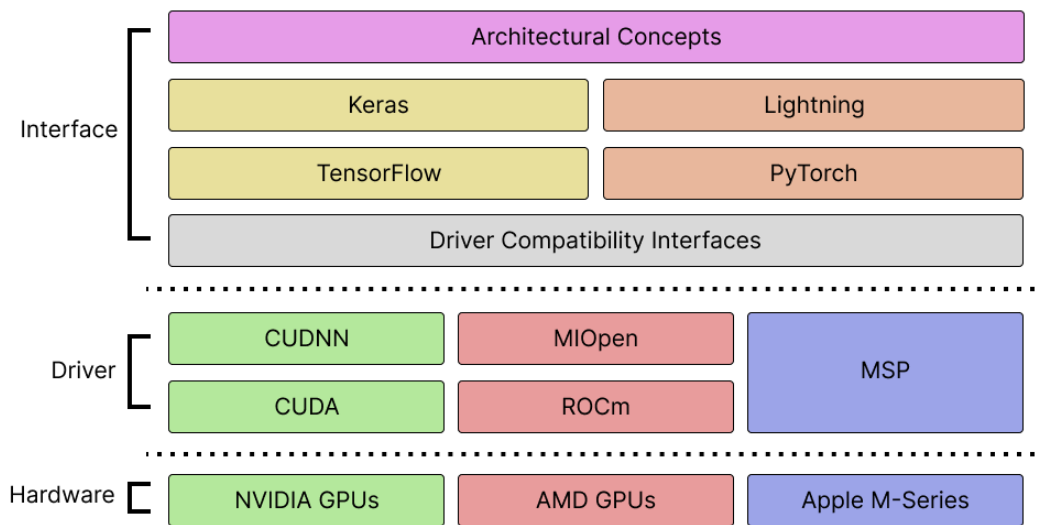 Architectural Concepts
Keras
Lightning
Interface
TensorFlow
PyTorch
Driver Compatibility Interfaces
CUDNN
MIOpen
MSP
Driver
CUDA
ROCm
Hardware
NVIDIA GPUs
AMD GPUs
Apple M-Series